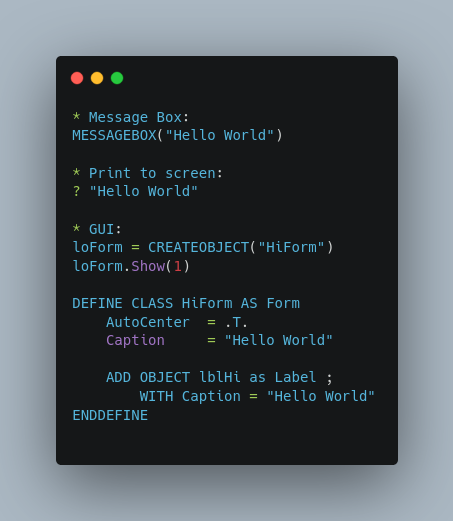 * Message Box:
MESSAGEBOX("Hello World")

* Print to screen:
? "Hello World"

* GUI:
loForm = CREATEOBJECT("HiForm")
loForm.Show(1)

DEFINE CLASS HiForm AS Form
    AutoCenter  = .T.
    Caption     = "Hello World"

    ADD OBJECT lblHi as Label ;
        WITH Caption = "Hello World"
ENDDEFINE